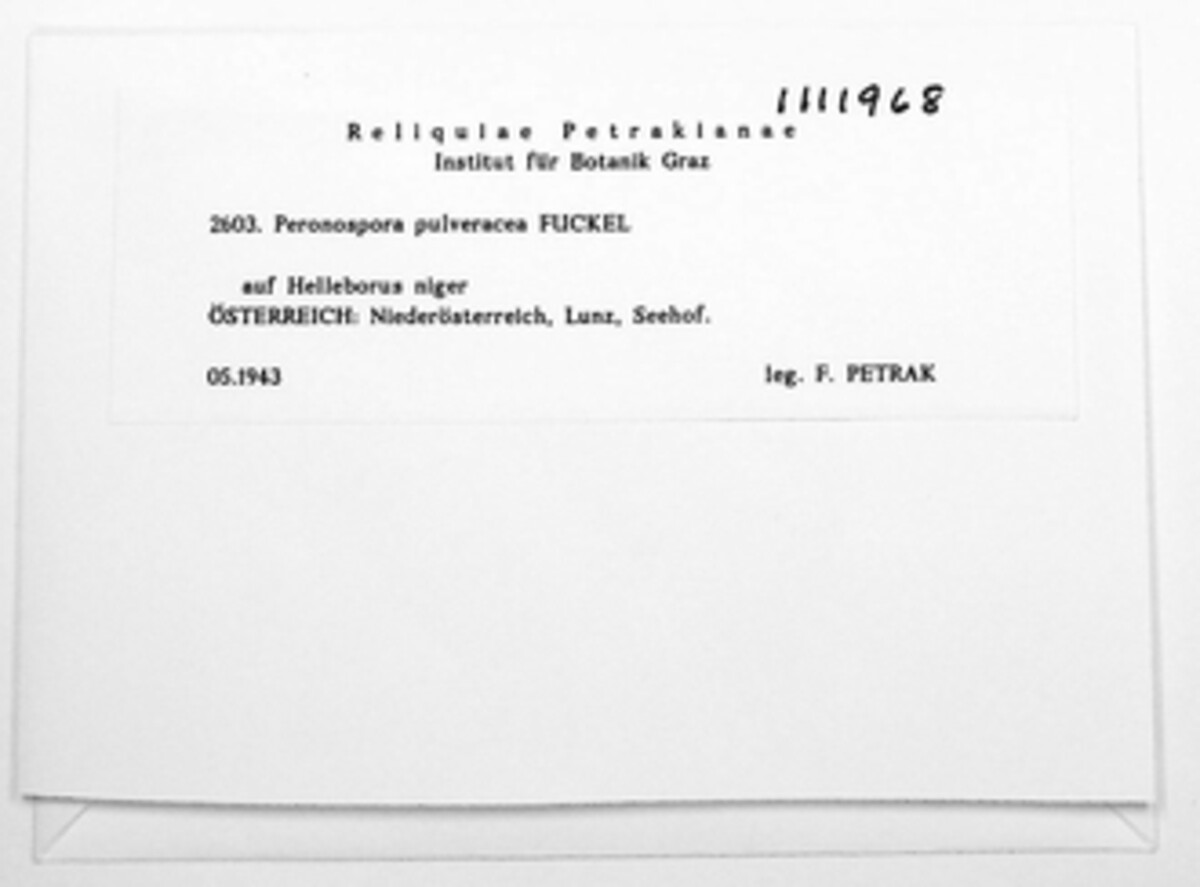 1111968
Reliquiae Petrakianae
Institut für Botanik Graz
2603. Peronospora pulveracea FUCKEL
auf Helleborus niger
ÖSTERREICH: Niederösterreich, Lunz, Seehof.
05.1943 leg. F. PETRAK